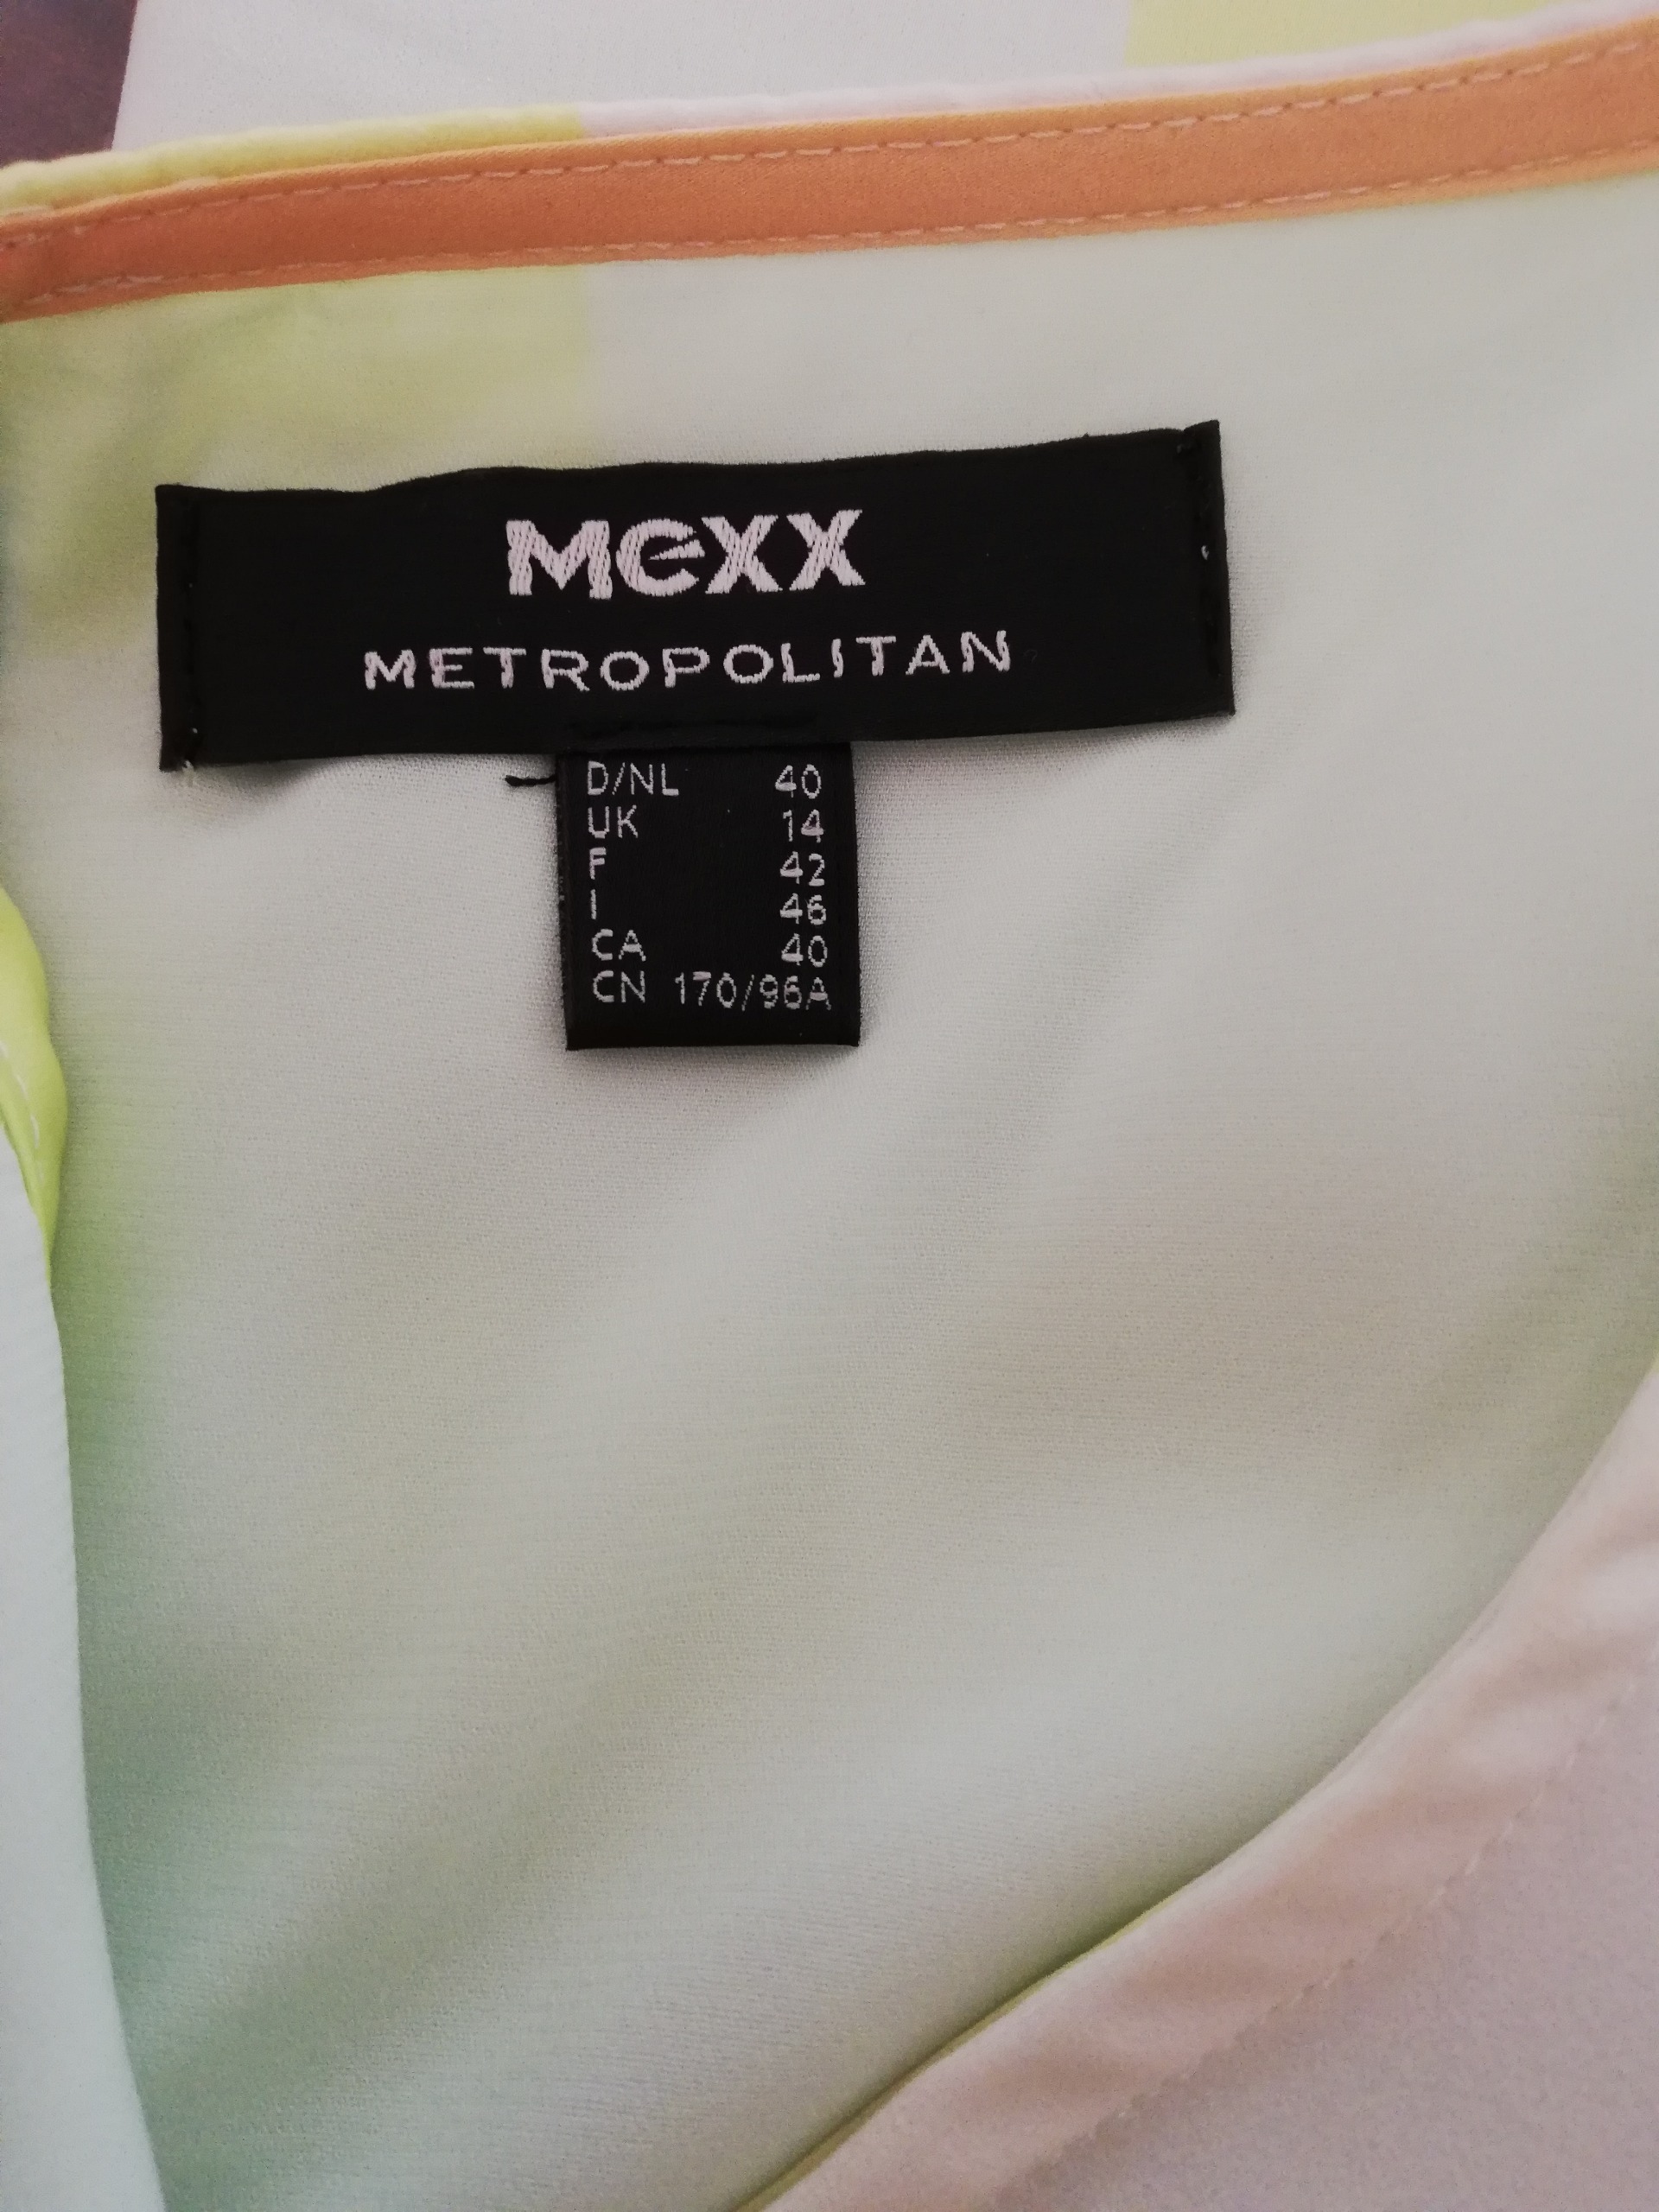 Mexx
METROPOLITAN
D/NL 40
UK 14
F 42
I 46
CA 40
CN 170/96A